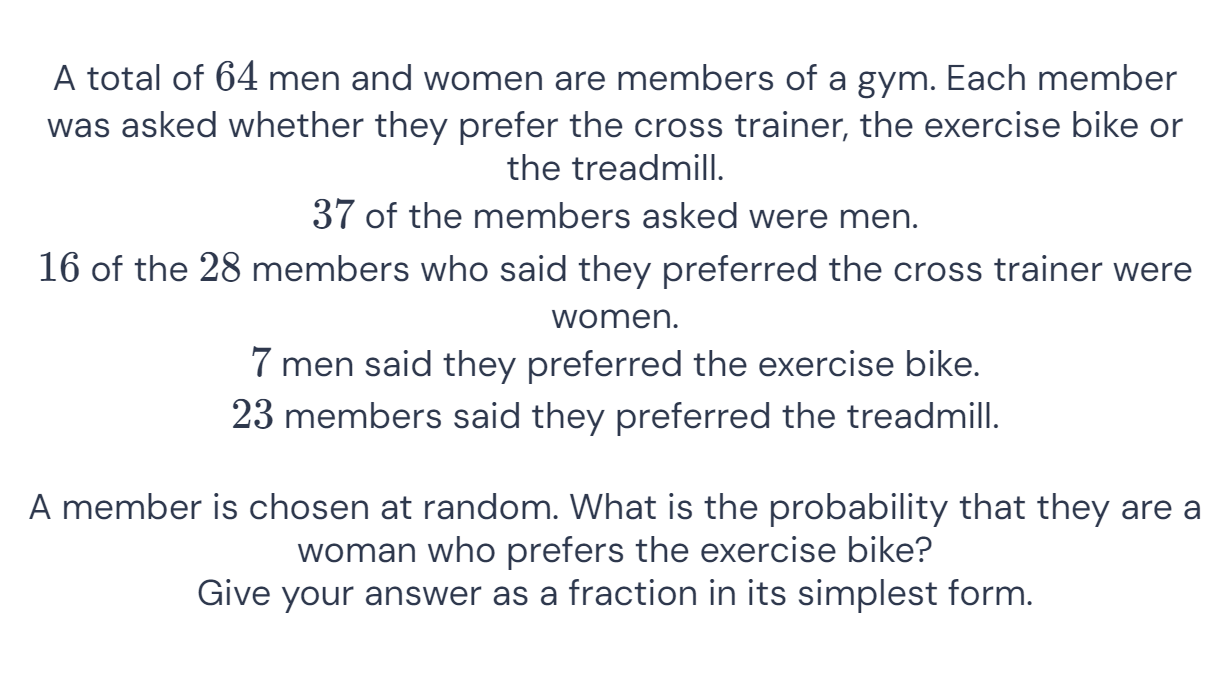 A total of 64 men and women are members of a gym. Each member
was asked whether they prefer the cross trainer, the exercise bike or
the treadmill.
37 of the members asked were men.
16 of the 28 members who said they preferred the cross trainer were
women.
7 men said they preferred the exercise bike.
23 members said they preferred the treadmill.
A member is chosen at random. What is the probability that they are a
woman who prefers the exercise bike?
Give your answer as a fraction in its simplest form.